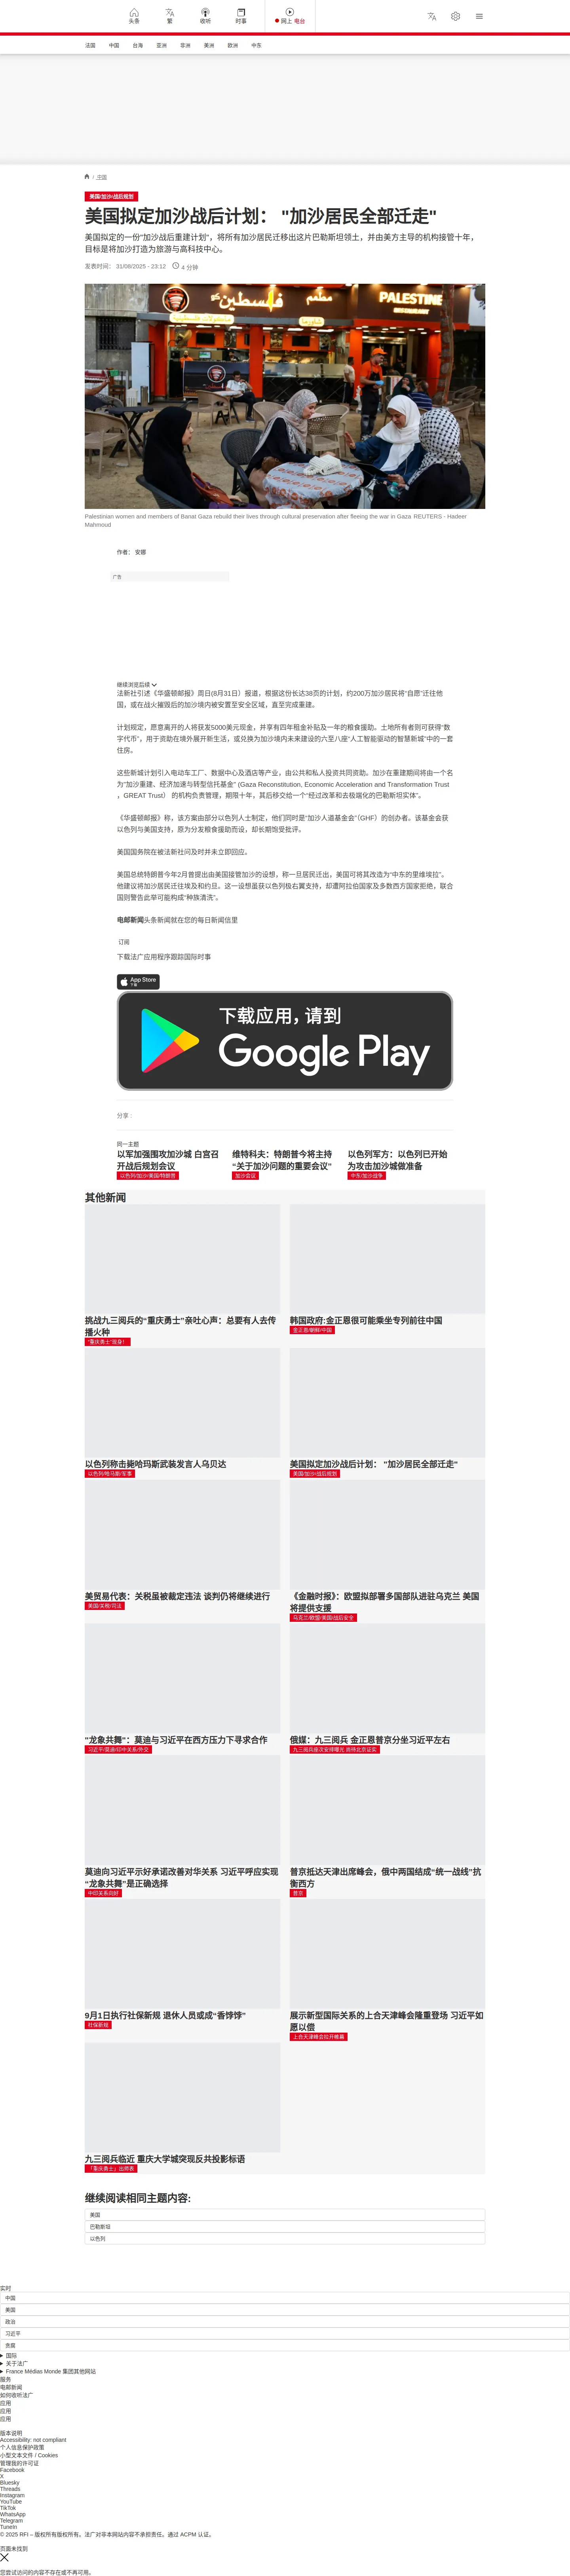 头条
繁
收听
时事
网上 电台
法国
中国
台海
亚洲
非洲
美洲
欧洲
中东
/ 中国
美国/加沙/战后规划
美国拟定加沙战后计划： "加沙居民全部迁走"
美国拟定的一份"加沙战后重建计划"，将所有加沙居民迁移出这片巴勒斯坦领土，并由美方主导的机构接管十年，
目标是将加沙打造为旅游与高科技中心。
发表时间： 31/08/2025 - 23:12
4 分钟
PALESTINE
فلسطين
مطعم
شاورما
Palestinian women and members of Banat Gaza rebuild their lives through cultural preservation after fleeing the war in Gaza REUTERS - Hadeer
Mahmoud
作者： 安娜
广告
继续浏览后续
法新社引述《华盛顿邮报》周日(8月31日）报道，根据这份长达38页的计划，约200万加沙居民将"自愿"迁往他
国，或在战火摧毁后的加沙境内被安置至安全区域，直至完成重建。
计划规定，愿意离开的人将获发5000美元现金，并享有四年租金补贴及一年的粮食援助。土地所有者则可获得“数
字代币”，用于资助在境外展开新生活，或兑换为加沙境内未来建设的六至八座“人工智能驱动的智慧新城”中的一套
住房。
这些新城计划引入电动车工厂、数据中心及酒店等产业，由公共和私人投资共同资助。加沙在重建期间将由一个名
为"加沙重建、经济加速与转型信托基金" (Gaza Reconstitution, Economic Acceleration and Transformation Trust
，GREAT Trust） 的机构负责管理，期限十年，其后移交给一个“经过改革和去极端化的巴勒斯坦实体”。
《华盛顿邮报》称，该方案由部分以色列人士制定，他们同时是“加沙人道基金会”（GHF）的创办者。该基金会获
以色列与美国支持，原为分发粮食援助而设，却长期饱受批评。
美国国务院在被法新社问及时并未立即回应。
美国总统特朗普今年2月曾提出由美国接管加沙的设想，称一旦居民迁出，美国可将其改造为“中东的里维埃拉”。
他建议将加沙居民迁往埃及和约旦。这一设想虽获以色列极右翼支持，却遭阿拉伯国家及多数西方国家拒绝，联合
国则警告此举可能构成“种族清洗”。
电邮新闻头条新闻就在您的每日新闻信里
订阅
下载法广应用程序跟踪国际时事
App Store
下载
下载应用，请到
Google Play
分享 :
同一主题
以军加强围攻加沙城 白宫召
开战后规划会议
以色列/加沙/美国/特朗普
维特科夫：特朗普今将主持
“关于加沙问题的重要会议”
加沙会议
以色列军方：以色列已开始
为攻击加沙城做准备
中东/加沙战争
其他新闻
挑战九三阅兵的“重庆勇士”亲吐心声：总要有人去传
播火种
“重庆勇士”现身！
韩国政府:金正恩很可能乘坐专列前往中国
金正恩/朝鲜/中国
以色列称击毙哈玛斯武装发言人乌贝达
以色列/哈马斯/军事
美国拟定加沙战后计划： "加沙居民全部迁走"
美国/加沙/战后规划
美贸易代表：关税虽被裁定违法 谈判仍将继续进行
美国/关税/司法
《金融时报》：欧盟拟部署多国部队进驻乌克兰 美国
将提供支援
乌克兰/欧盟/美国/战后安全
"龙象共舞"：莫迪与习近平在西方压力下寻求合作
习近平/莫迪/印中关系/外交
俄媒：九三阅兵 金正恩普京分坐习近平左右
九三阅兵座次安排曝光 尚待北京证实
莫迪向习近平示好承诺改善对华关系 习近平呼应实现
“龙象共舞”是正确选择
中印关系向好
普京抵达天津出席峰会，俄中两国结成“统一战线”抗
衡西方
普京
9月1日执行社保新规 退休人员或成“香饽饽”
社保新规
展示新型国际关系的上合天津峰会隆重登场 习近平如
愿以偿
上合天津峰会拉开帷幕
九三阅兵临近 重庆大学城突现反共投影标语
「重庆勇士」出师表
继续阅读相同主题内容:
美国
巴勒斯坦
以色列
实时
中国
美国
政治
习近平
贪腐
国际
关于法广
France Médias Monde 集团其他网站
服务
电邮新闻
如何收听法广
应用
应用
应用
版本说明
Accessibility: not compliant
个人信息保护政策
小型文本文件 / Cookies
管理我的许可证
Facebook
X
Bluesky
Threads
Instagram
YouTube
TikTok
WhatsApp
Telegram
TuneIn
© 2025 RFI – 版权所有版权所有。法广对非本网站内容不承担责任。通过 ACPM 认证。
页面未找到
您尝试访问的内容不存在或不再可用。